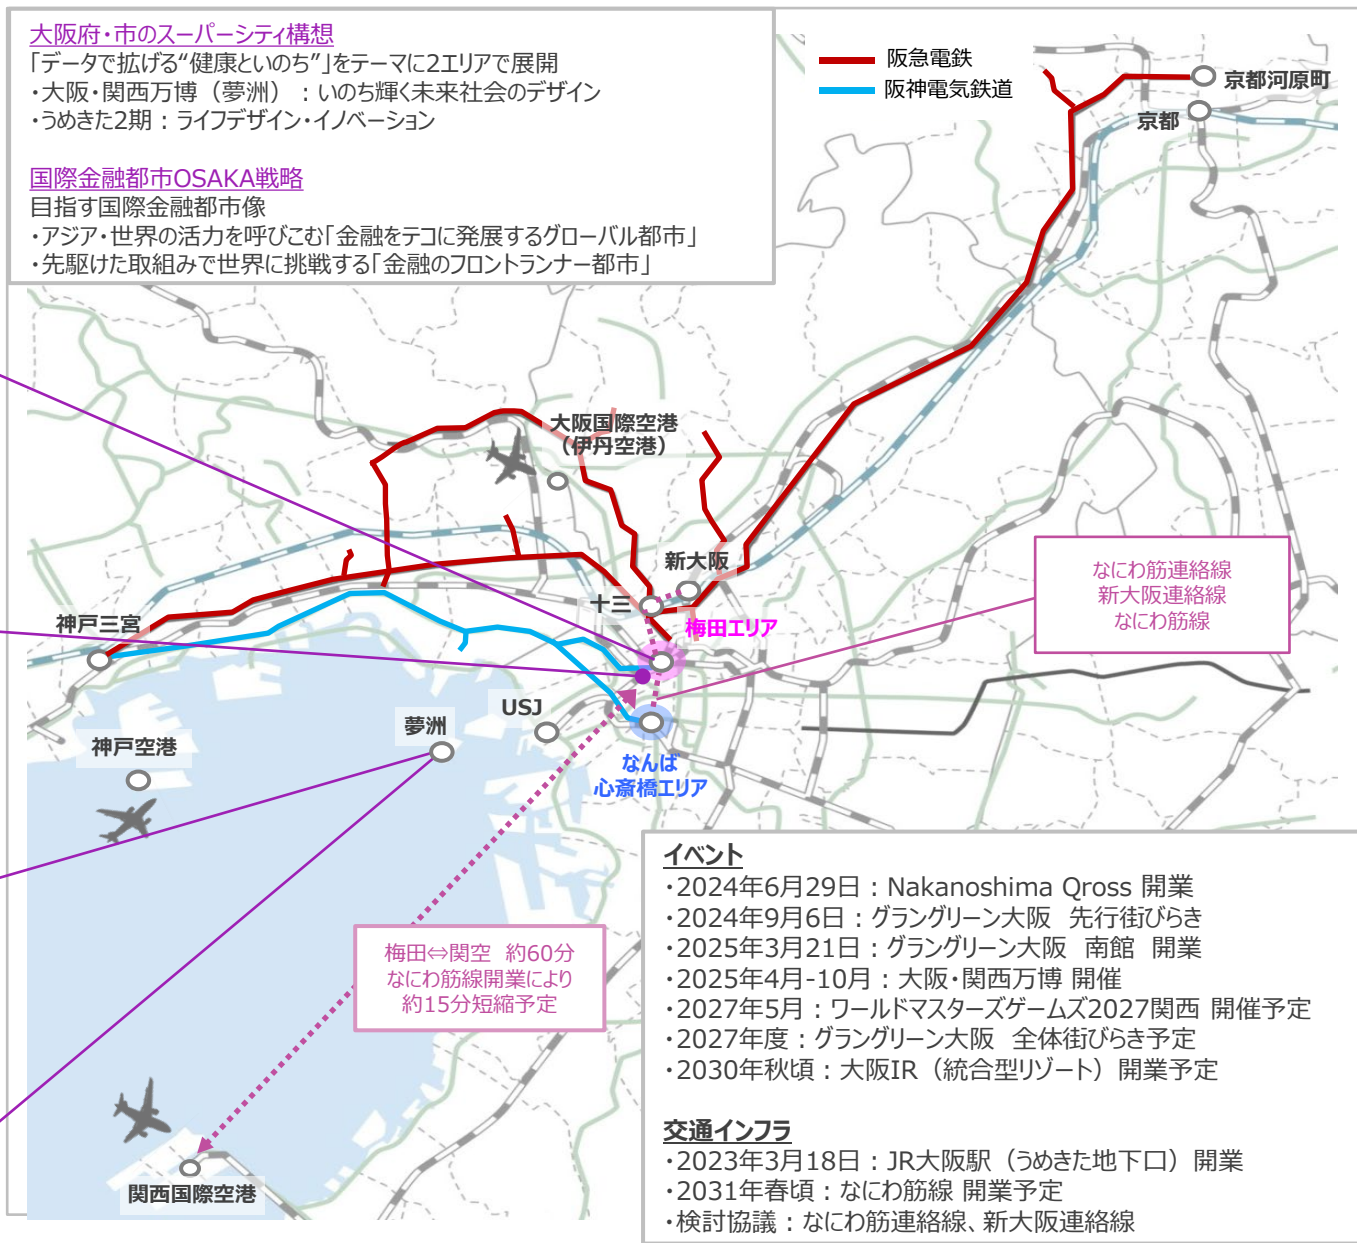 大阪府・市のスーパーシティ構想
「データで拡げる“健康といのち”」をテーマに2エリアで展開
・大阪・関西万博（夢洲）：いのち輝く未来社会のデザイン
・うめきた2期：ライフデザイン・イノベーション
国際金融都市OSAKA戦略
目指す国際金融都市像
・アジア・世界の活力を呼びこむ「金融をテコに発展するグローバル都市」
・先駆けた取組みで世界に挑戦する「金融のフロントランナー都市」
阪急電鉄
阪神電気鉄道
京都河原町
京都
大阪国際空港
（伊丹空港）
新大阪
十三
梅田エリア
神戸三宮
なにわ筋連絡線
新大阪連絡線
なにわ筋線
USJ
夢洲
神戸空港
なんば
心斎橋エリア
梅田⇔関空 約60分
なにわ筋線開業により
約15分短縮予定
関西国際空港
イベント
・2024年6月29日：Nakanoshima Qross 開業
・2024年9月6日：グラングリーン大阪 先行街びらき
・2025年3月21日：グラングリーン大阪 南館 開業
・2025年4月-10月：大阪・関西万博 開催
・2027年5月：ワールドマスターズゲームズ2027関西 開催予定
・2027年度：グラングリーン大阪 全体街びらき予定
・2030年秋頃：大阪IR（統合型リゾート）開業予定
交通インフラ
・2023年3月18日：JR大阪駅（うめきた地下口）開業
・2031年春頃：なにわ筋線 開業予定
・検討協議：なにわ筋連絡線、新大阪連絡線